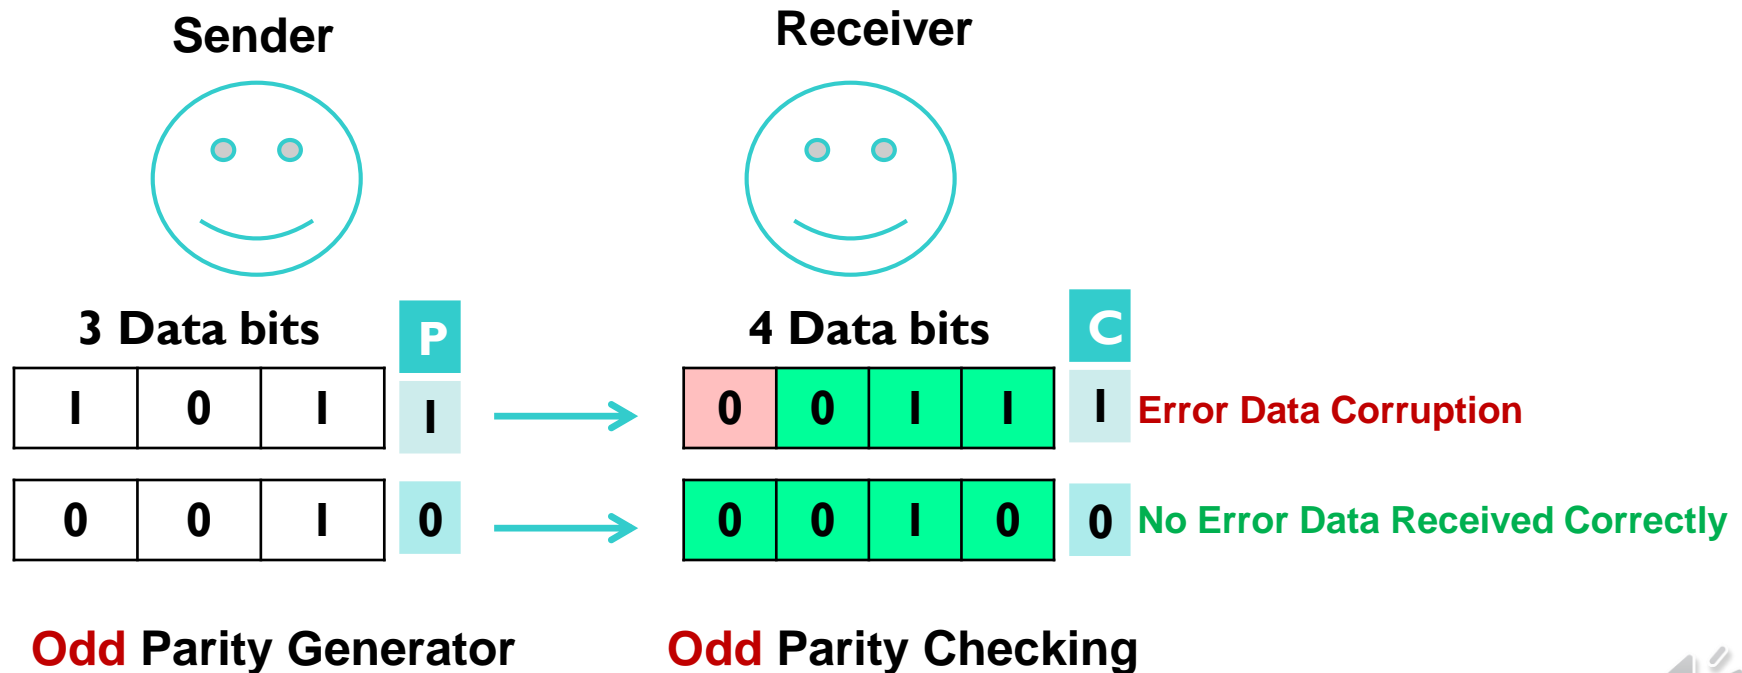 Sender Receiver
3 Data bits P 4 Data bits C
1 0 1 1 0 0 1 1 1 Error Data Corruption
0 0 1 0 0 0 1 0 0 No Error Data Received Correctly
Odd Parity Generator Odd Parity Checking